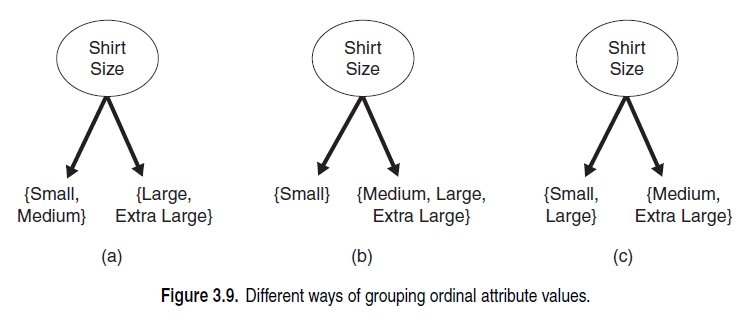 Shirt
Size
{Small,
Medium}
{Large,
Extra Large}
(a)
Shirt
Size
{Small}
{Medium, Large,
Extra Large}
(b)
Shirt
Size
{Small,
Large}
{Medium,
Extra Large}
(c)
Figure 3.9. Different ways of grouping ordinal attribute values.